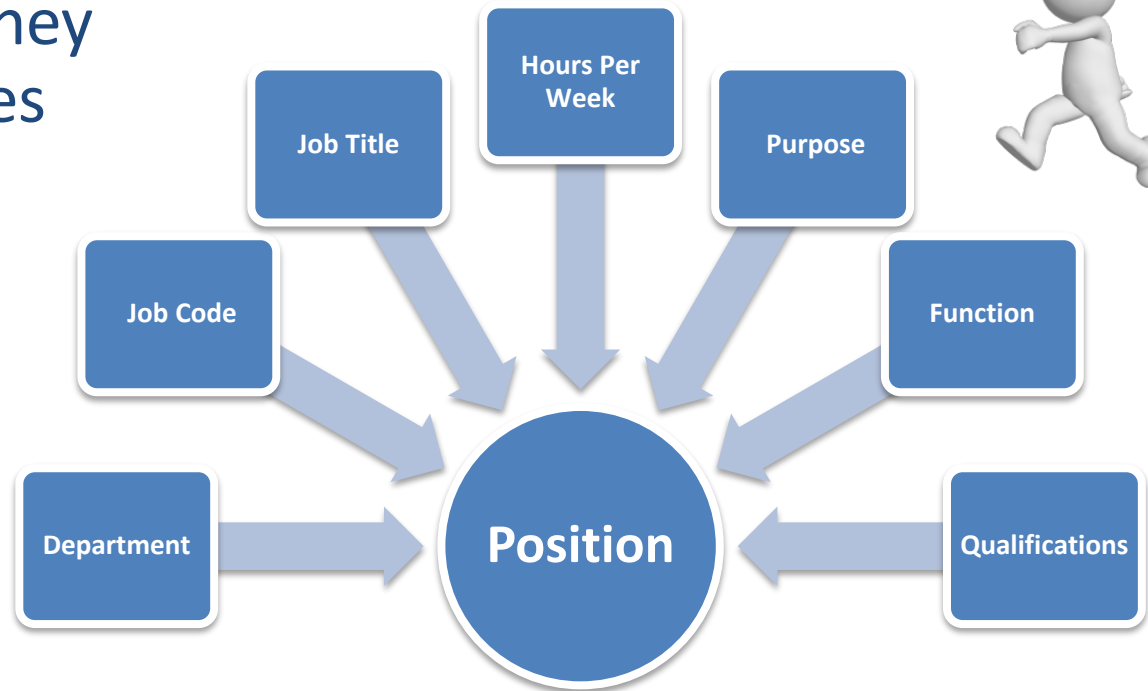 Hours Per
Week
Job Title
Purpose
Job Code
Function
Department
Position
Qualifications